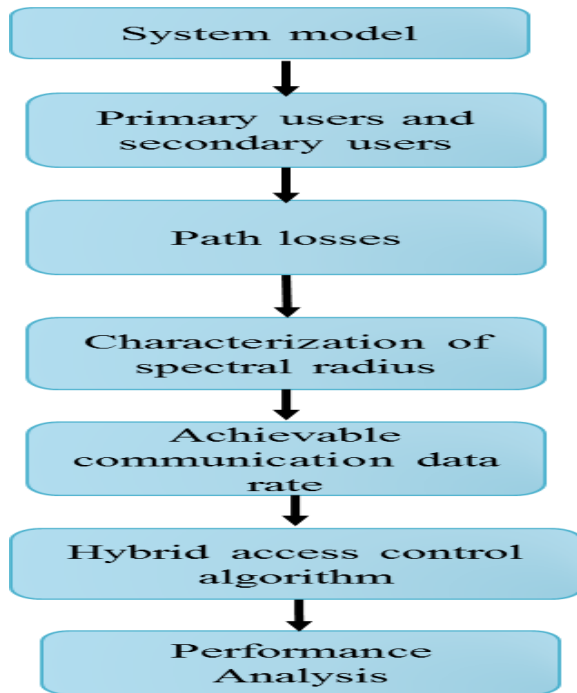 System model
Primary users and
secondary users
Path losses
Characterization of
spectral radius
Achievable
communication data
rate
Hybrid access control
algorithm
Performance
Analysis